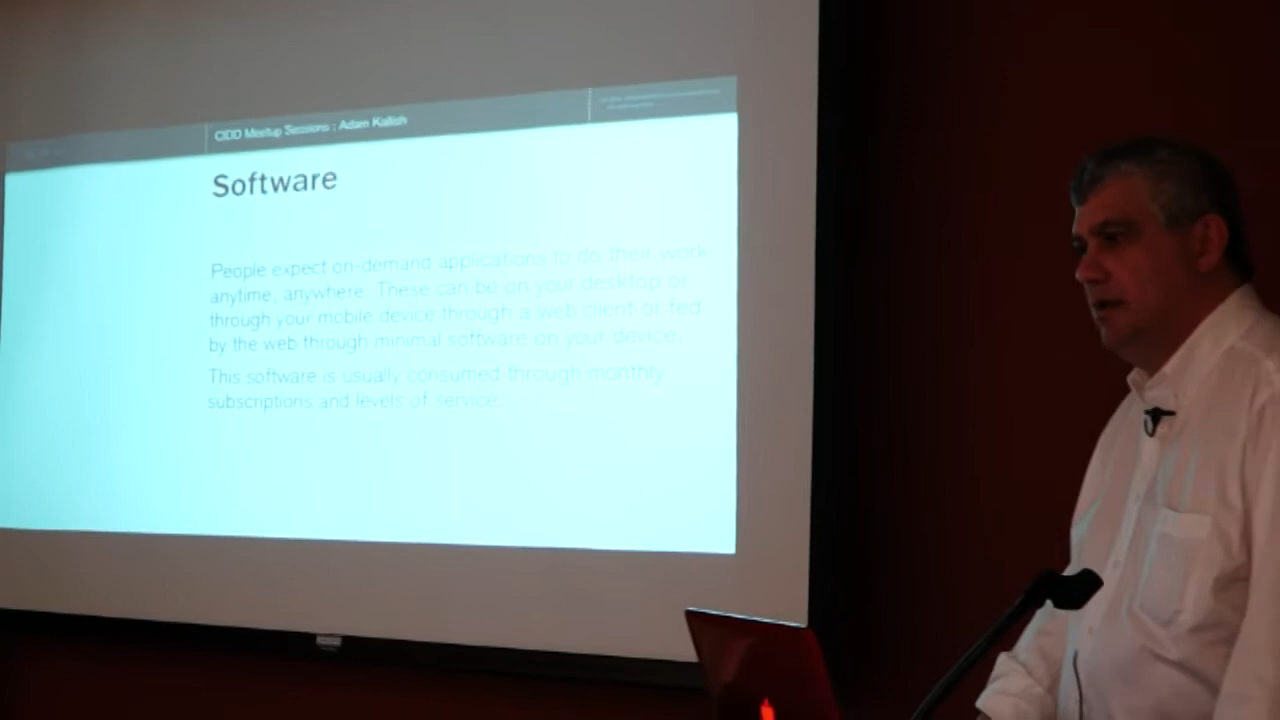 CIDD Meetup Sessions : Adam Kallish
Software
People expect on-demand applications to do their work
anytime, anywhere. These can be on your desktop or
through your mobile device through a web client or fed
by the web through minimal software on your device.
This software is usually consumed through monthly
subscriptions and levels of service.